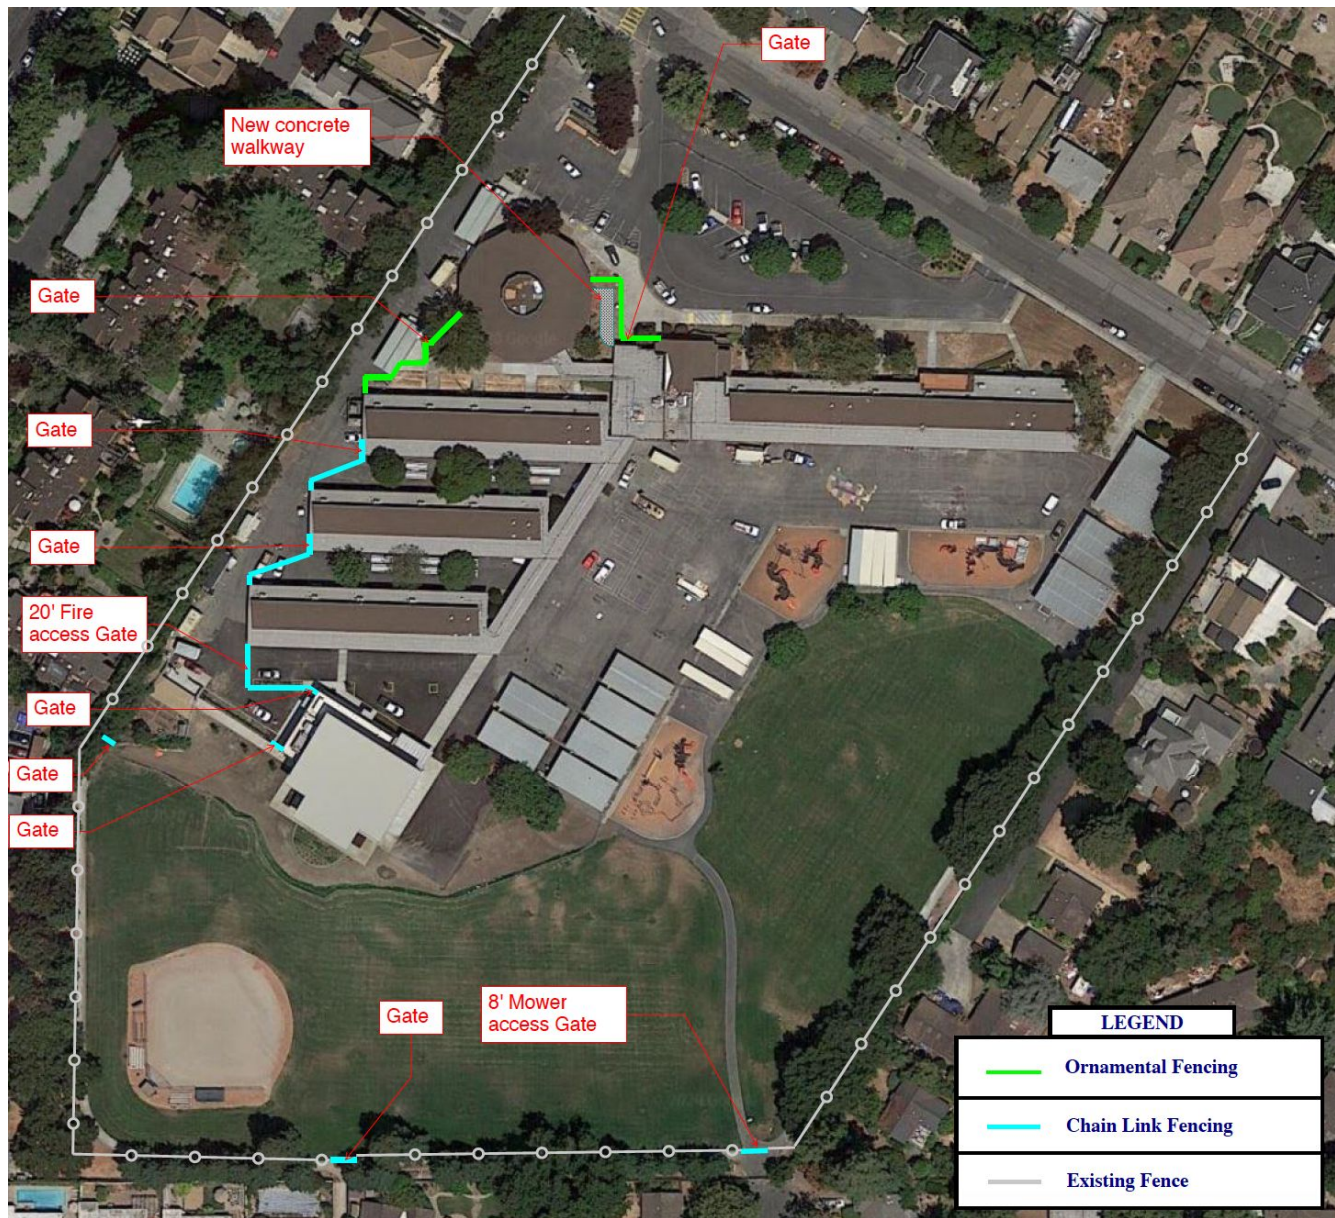 Gate
New concrete
walkway
Gate
Gate
Gate
20' Fire
access Gate
Gate
Gate
Gate
Gate
8' Mower
access Gate
LEGEND
Ornamental Fencing
Chain Link Fencing
Existing Fence